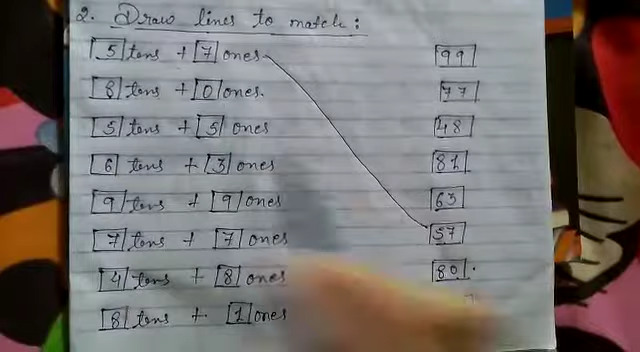 2. Draw lines to match:
5 tens + 7 ones 99
8 tens + 0 ones. 77
5 tens + 5 ones 48
6 tens + 3 ones 81
9 tens + 9 ones 63
7 tens + 7 ones 57
4 tens + 8 ones 80.
8 tens + 1 ones